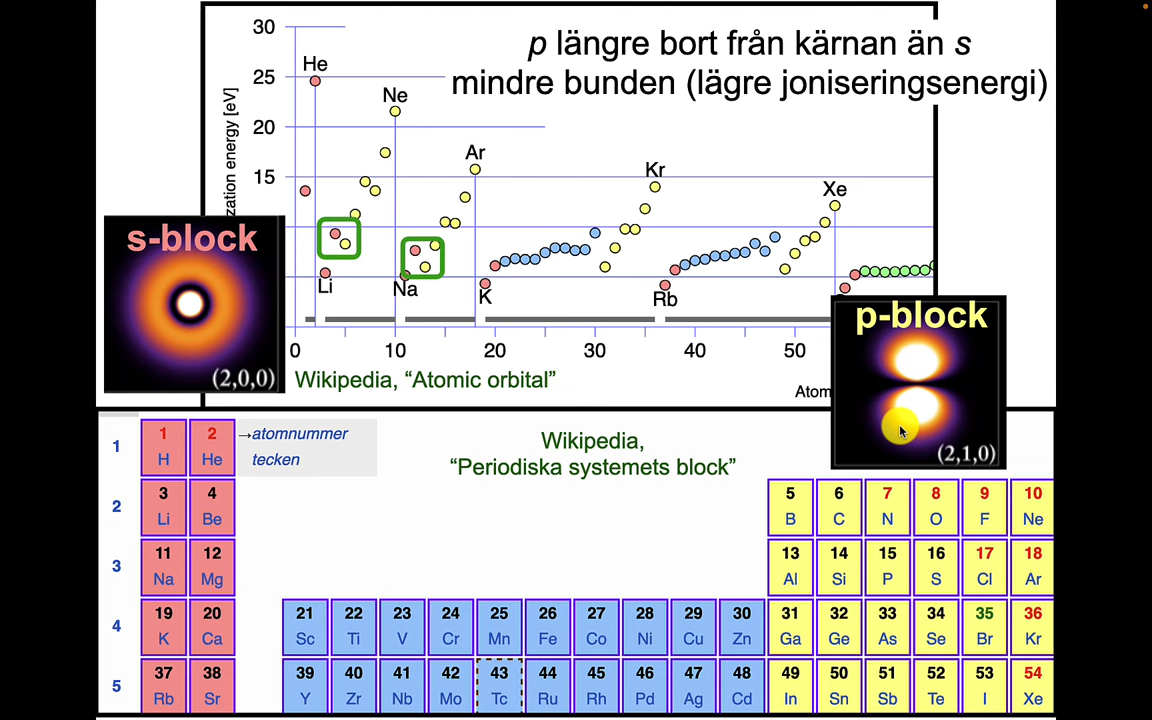 p längre bort från kärnan än s
mindre bunden (lägre joniseringsenergi)
zation energy [eV]
30
25
20
15
He
Ne
Ar
Kr
Xe
Li
Na
K
Rb
0
10
20
30
40
50
Atom
s-block
(2,0,0)
p-block
(2,1,0)
Wikipedia, “Atomic orbital”
Wikipedia,
“Periodiska systemets block”
→atomnummer
tecken
1
1 2
H He
2
3 4 5 6 7 8 9 10
Li Be B C N O F Ne
3
11 12 13 14 15 16 17 18
Na Mg Al Si P S Cl Ar
4
19 20 21 22 23 24 25 26 27 28 29 30 31 32 33 34 35 36
K Ca Sc Ti V Cr Mn Fe Co Ni Cu Zn Ga Ge As Se Br Kr
5
37 38 39 40 41 42 43 44 45 46 47 48 49 50 51 52 53 54
Rb Sr Y Zr Nb Mo Tc Ru Rh Pd Ag Cd In Sn Sb Te I Xe